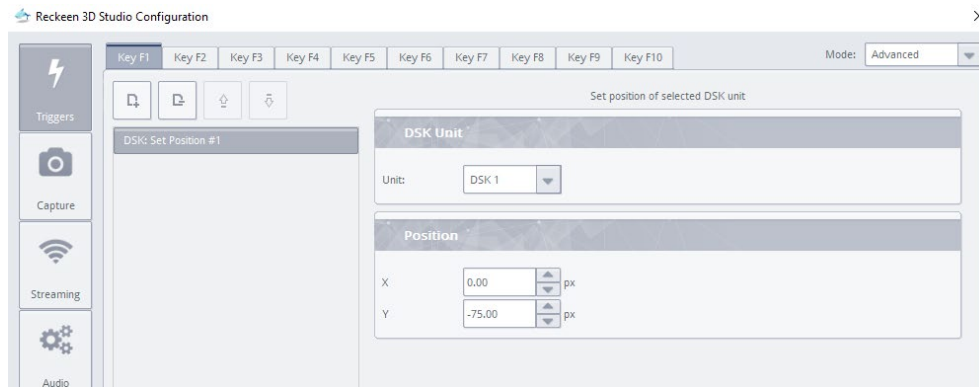 Reckeen 3D Studio Configuration
Key F1 Key F2 Key F3 Key F4 Key F5 Key F6 Key F7 Key F8 Key F9 Key F10 Mode: Advanced
Triggers
Set position of selected DSK unit
DSK: Set Position #1
DSK Unit
Unit: DSK 1
Capture
Position
X 0.00 px
Streaming
Y -75.00 px
Audio